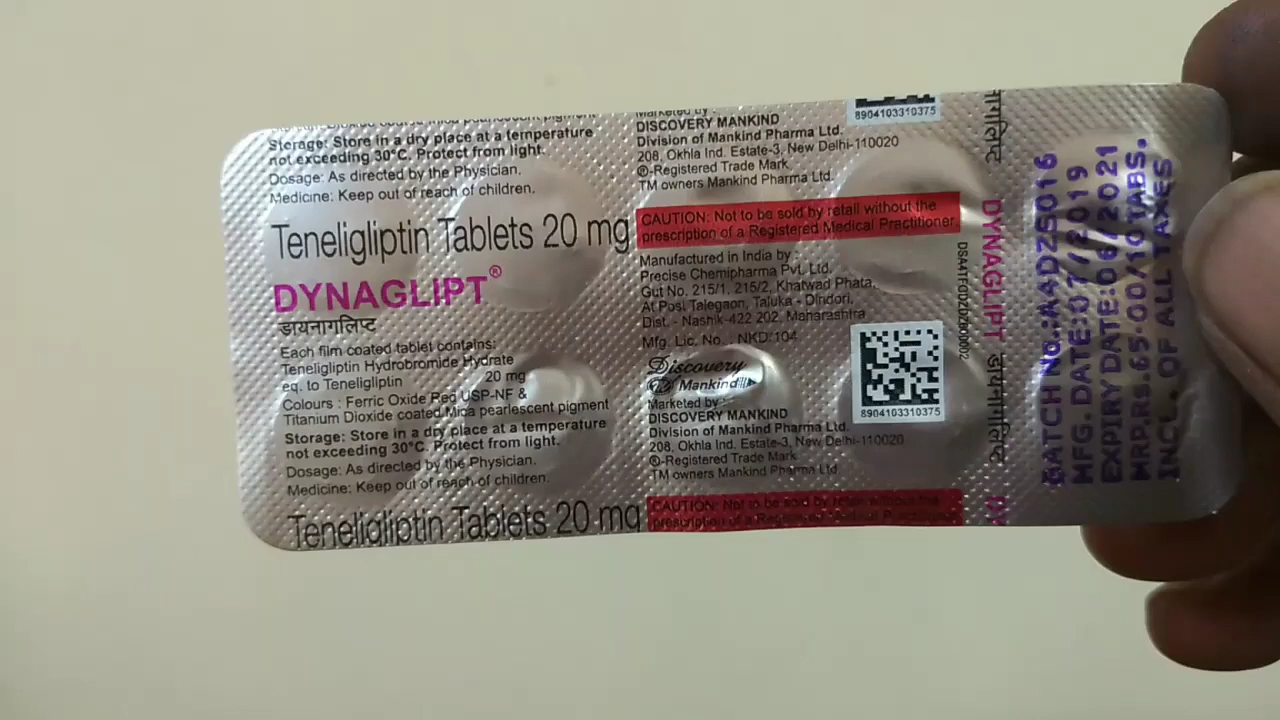 Storage: Store in a dry place at a temperature
not exceeding 30°C. Protect from light.
Dosage: As directed by the Physician.
Medicine: Keep out of reach of children.
Teneligliptin Tablets 20 mg
DYNAGLIPT®
डायनाग्लिप्ट
Each film coated tablet contains:
Teneligliptin Hydrobromide Hydrate
eq. to Teneligliptin 20 mg
Colours : Ferric Oxide Red USP-NF &
Titanium Dioxide coated Mica pearlescent pigment
Storage: Store in a dry place at a temperature
not exceeding 30°C. Protect from light.
Dosage: As directed by the Physician.
Medicine: Keep out of reach of children.
Teneligliptin Tablets 20 mg
Marketed by :
DISCOVERY MANKIND
Division of Mankind Pharma Ltd.
208, Okhla Ind. Estate-3, New Delhi-110020
®-Registered Trade Mark
TM owners Mankind Pharma Ltd.
CAUTION: Not to be sold by retail without the
prescription of a Registered Medical Practitioner.
Manufactured in India by :
Precise Chemipharma Pvt. Ltd.
Gut No. 215/1, 215/2, Khatwad Phata,
At Post Talegaon, Taluka - Dindori,
Dist. - Nashik-422 202, Maharashtra
Mfg. Lic. No. : NKD/104
Discovery
Mankind
Marketed by :
DISCOVERY MANKIND
Division of Mankind Pharma Ltd.
208, Okhla Ind. Estate-3, New Delhi-110020
®-Registered Trade Mark
TM owners Mankind Pharma Ltd.
CAUTION: Not to be sold by retail without the
prescription of a Registered Medical Practitioner
8904103310375
8904103310375
DYNAGLIPT
BATCH No.:A4DZS016
MFG. DATE:07/2019
EXPIRY DATE:06/2021
MRP.Rs.65-00/10TABS.
INCL. OF ALL TAXES